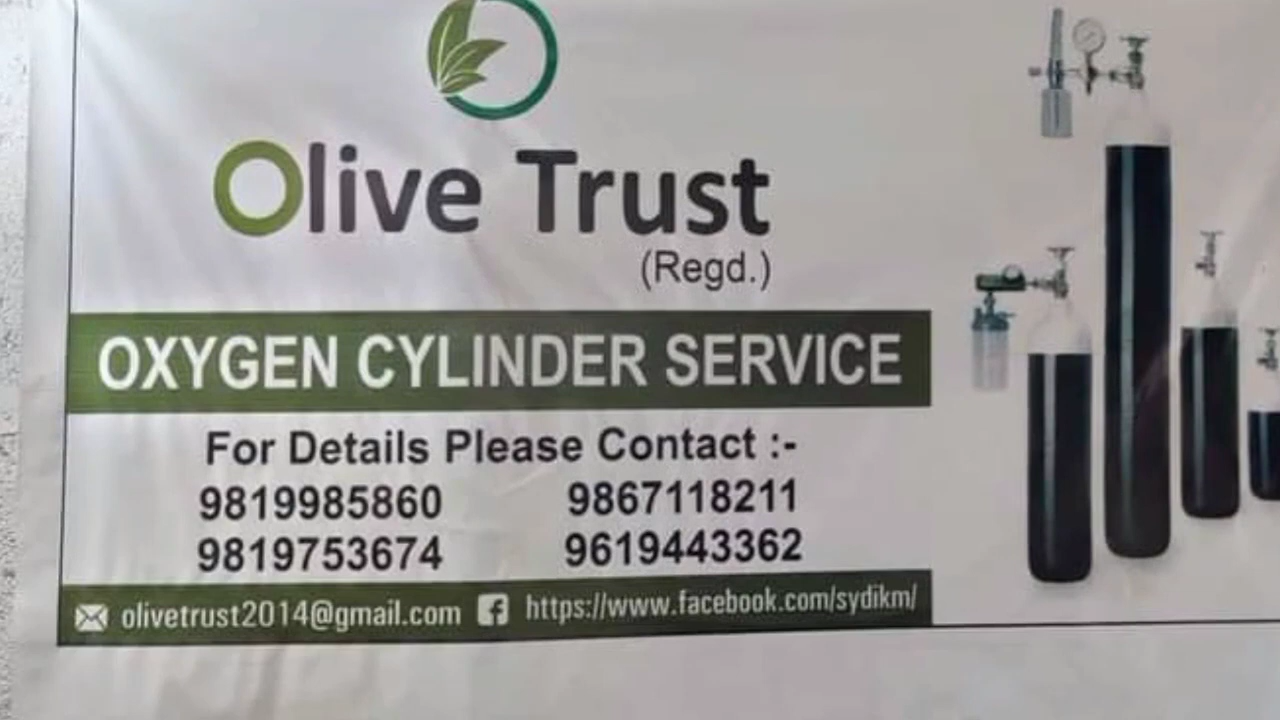 Olive Trust
(Regd.)
OXYGEN CYLINDER SERVICE
For Details Please Contact :-
9819985860 9867118211
9819753674 9619443362
olivetrust2014@gmail.com https://www.facebook.com/sydikm/